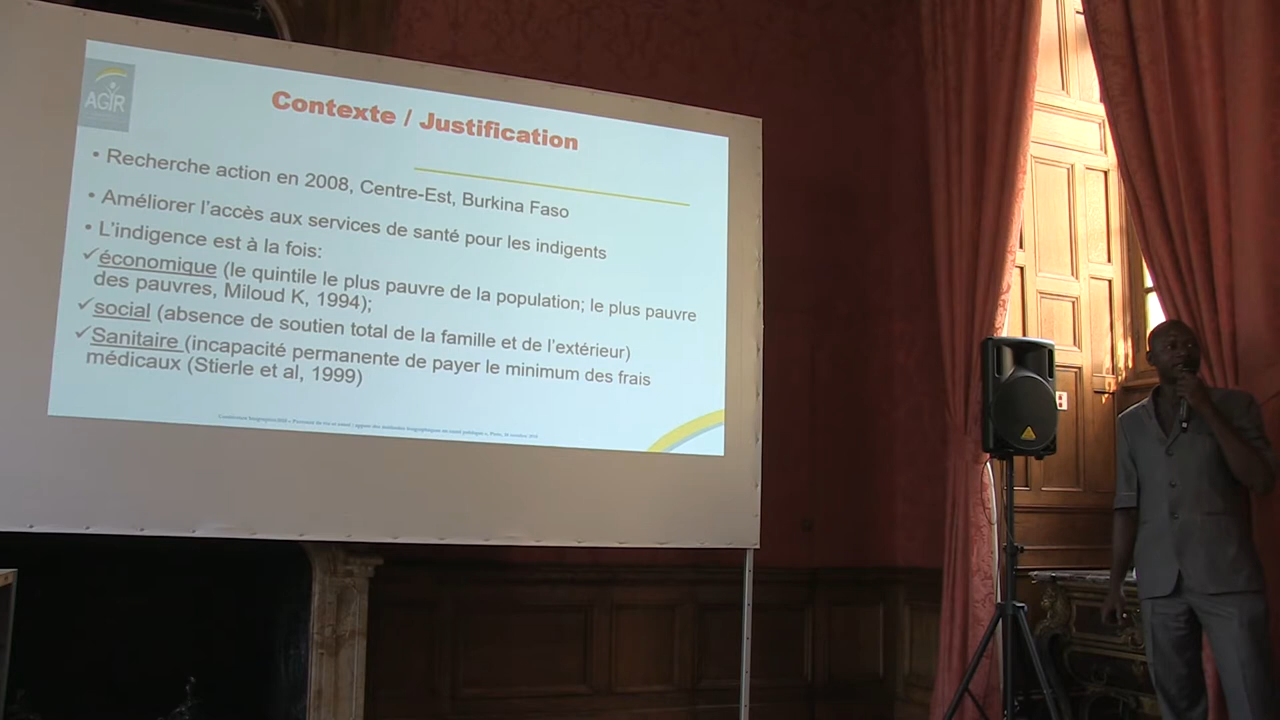 AGIR
Contexte / Justification
• Recherche action en 2008, Centre-Est, Burkina Faso
• Améliorer l'accès aux services de santé pour les indigents
• L'indigence est à la fois:
✓économique (le quintile le plus pauvre de la population; le plus pauvre
des pauvres, Miloud K, 1994);
✓social (absence de soutien total de la famille et de l'extérieur)
✓Sanitaire (incapacité permanente de payer le minimum des frais
médicaux (Stierle et al, 1999)